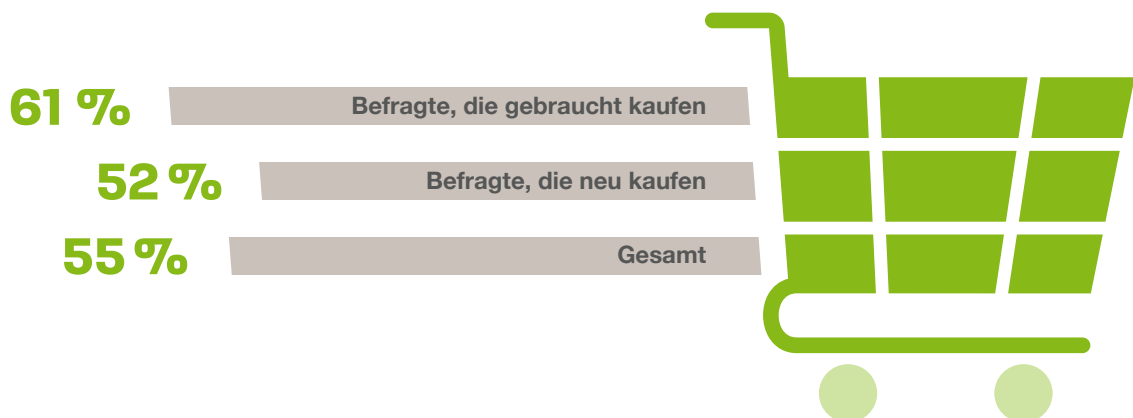 61 % Befragte, die gebraucht kaufen
52 % Befragte, die neu kaufen
55 % Gesamt